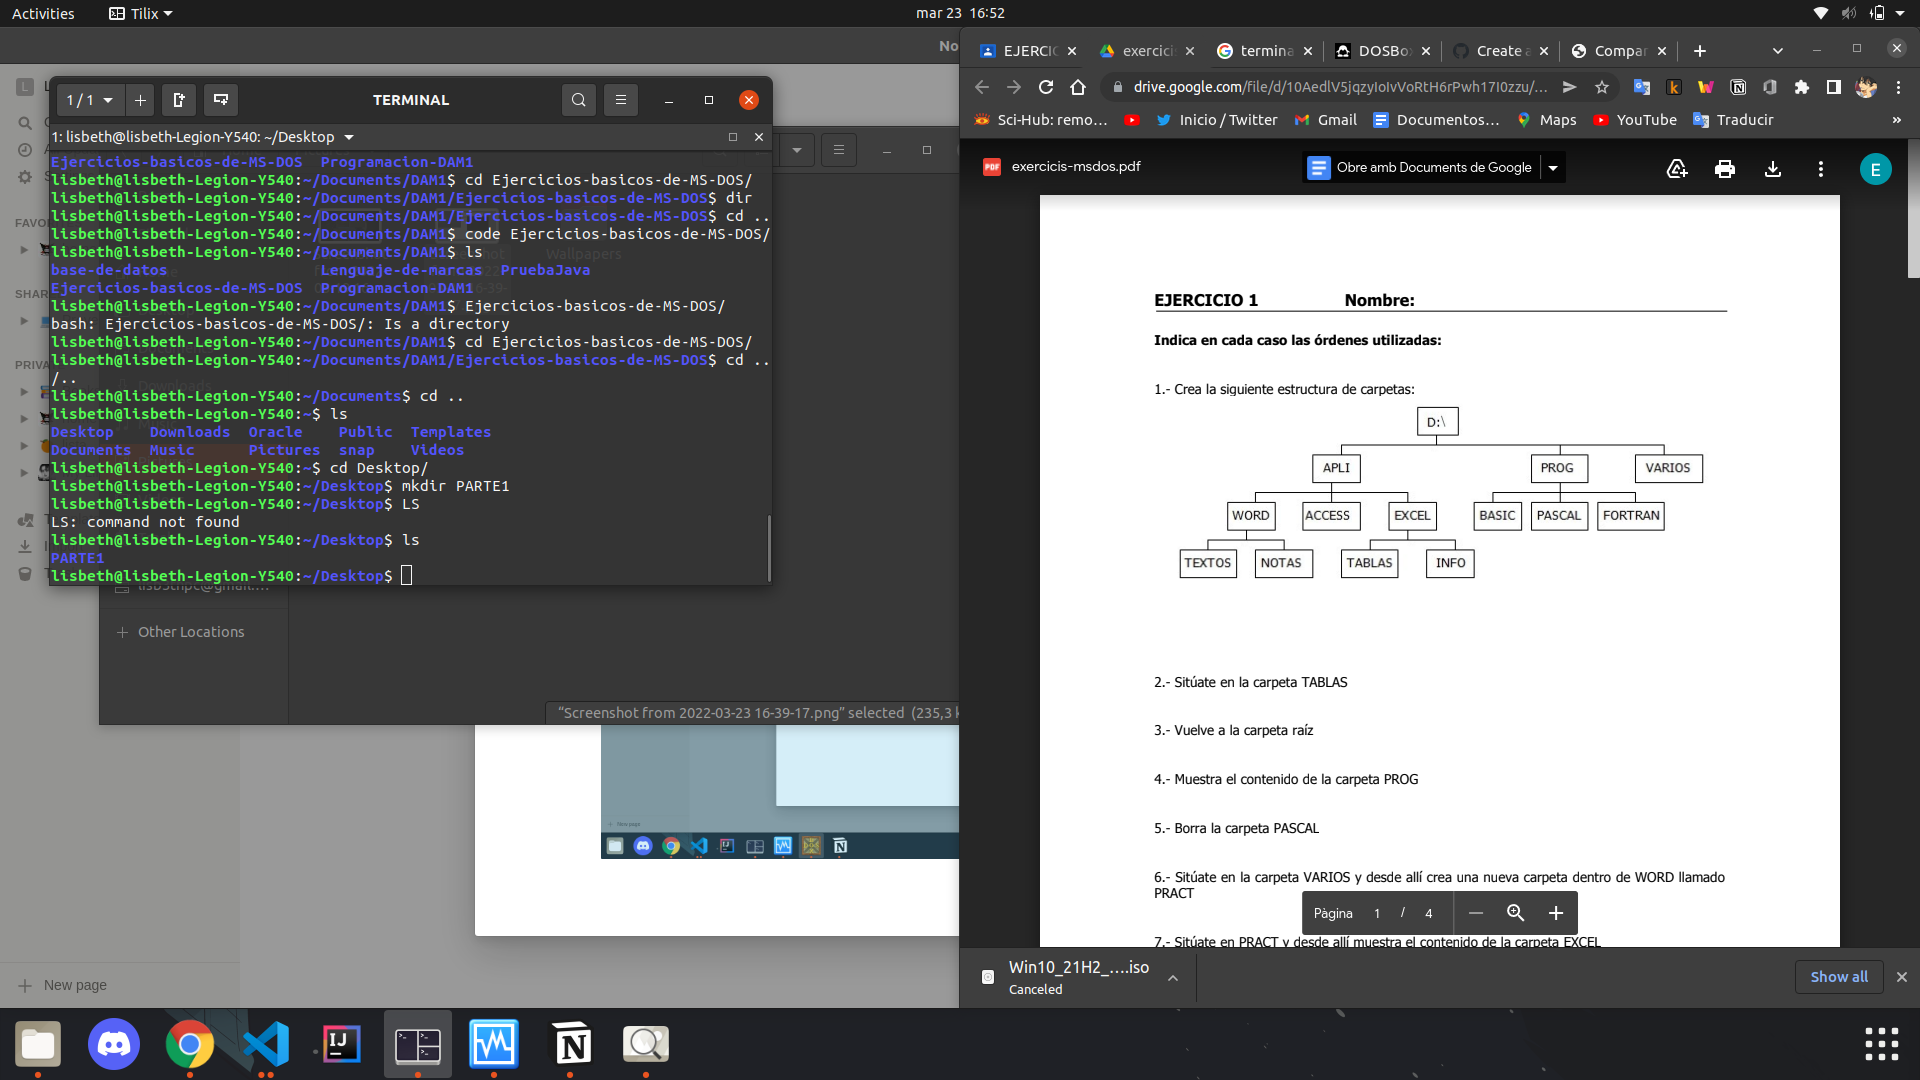 Activities
Tilix
mar 23 16:52
No
1 / 1
TERMINAL
1: lisbeth@lisbeth-Legion-Y540: ~/Desktop
Ejercicios-basicos-de-MS-DOS  Programacion-DAM1
lisbeth@lisbeth-Legion-Y540:~/Documents/DAM1$ cd Ejercicios-basicos-de-MS-DOS/
lisbeth@lisbeth-Legion-Y540:~/Documents/DAM1/Ejercicios-basicos-de-MS-DOS$ dir
lisbeth@lisbeth-Legion-Y540:~/Documents/DAM1/Ejercicios-basicos-de-MS-DOS$ cd ..
lisbeth@lisbeth-Legion-Y540:~/Documents/DAM1$ code Ejercicios-basicos-de-MS-DOS/
lisbeth@lisbeth-Legion-Y540:~/Documents/DAM1$ ls
base-de-datos                 Lenguaje-de-marcas  PruebaJava
Ejercicios-basicos-de-MS-DOS  Programacion-DAM1
lisbeth@lisbeth-Legion-Y540:~/Documents/DAM1$ Ejercicios-basicos-de-MS-DOS/
bash: Ejercicios-basicos-de-MS-DOS/: Is a directory
lisbeth@lisbeth-Legion-Y540:~/Documents/DAM1$ cd Ejercicios-basicos-de-MS-DOS/
lisbeth@lisbeth-Legion-Y540:~/Documents/DAM1/Ejercicios-basicos-de-MS-DOS$ cd ..
/..
lisbeth@lisbeth-Legion-Y540:~/Documents$ cd ..
lisbeth@lisbeth-Legion-Y540:~$ ls
Desktop    Downloads  Oracle    Public  Templates
Documents  Music      Pictures  snap    Videos
lisbeth@lisbeth-Legion-Y540:~$ cd Desktop/
lisbeth@lisbeth-Legion-Y540:~/Desktop$ mkdir PARTE1
lisbeth@lisbeth-Legion-Y540:~/Desktop$ LS
LS: command not found
lisbeth@lisbeth-Legion-Y540:~/Desktop$ ls
PARTE1
lisbeth@lisbeth-Legion-Y540:~/Desktop$
Wallpapers
FAVO
SHAR
PRIVA
Other Locations
"Screenshot from 2022-03-23 16-39-17.png" selected (235,3 k
New page
New page
EJERCIC
exercici
termina
DOSBo
Create a
Compar
drive.google.com/file/d/10AedlV5jqzyIoIvVoRtH6rPwh17I0zzu/...
Sci-Hub: remo...
Inicio / Twitter
Gmail
Documentos...
Maps
YouTube
Traducir
»
PDF
exercicis-msdos.pdf
Obre amb Documents de Google
E
EJERCICIO 1 Nombre:
Indica en cada caso las órdenes utilizadas:
1.- Crea la siguiente estructura de carpetas:
D:\
APLI PROG VARIOS
WORD ACCESS EXCEL BASIC PASCAL FORTRAN
TEXTOS NOTAS TABLAS INFO
2.- Sitúate en la carpeta TABLAS
3.- Vuelve a la carpeta raíz
4.- Muestra el contenido de la carpeta PROG
5.- Borra la carpeta PASCAL
6.- Sitúate en la carpeta VARIOS y desde allí crea una nueva carpeta dentro de WORD llamado
PRACT
7.- Sitúate en PRACT y desde allí muestra el contenido de la carpeta EXCEL
Pàgina 1 / 4
Win10_21H2_....iso
Canceled
Show all